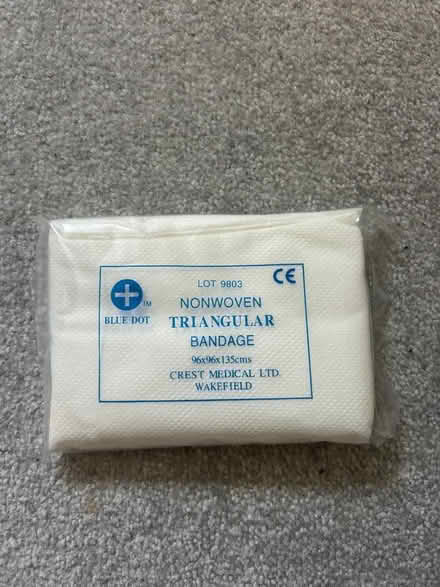 LOT 9803
CE
TM
BLUE DOT
NONWOVEN
TRIANGULAR
BANDAGE
96x96x135cms
CREST MEDICAL LTD.
WAKEFIELD